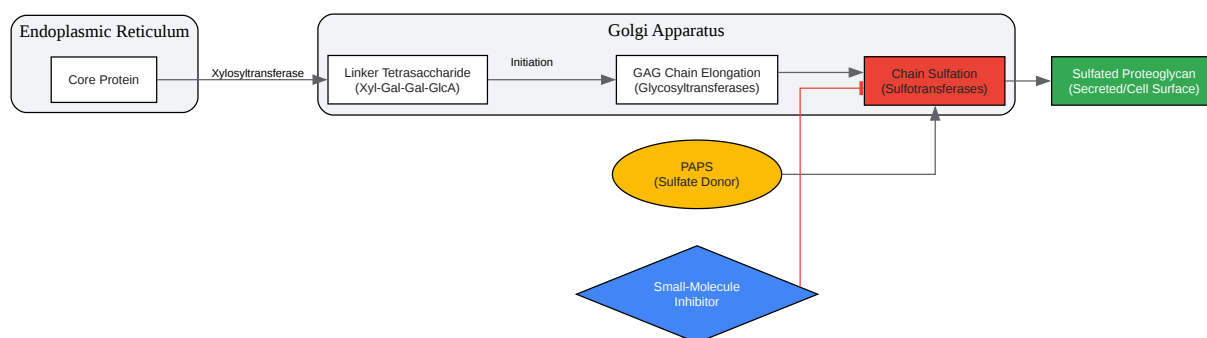 Endoplasmic Reticulum
Core Protein
Xylosyltransferase
Golgi Apparatus
Linker Tetrasaccharide
(Xyl-Gal-Gal-GlcA)
Initiation
GAG Chain Elongation
(Glycosyltransferases)
Chain Sulfation
(Sulfotransferases)
Sulfated Proteoglycan
(Secreted/Cell Surface)
PAPS
(Sulfate Donor)
Small-Molecule
Inhibitor